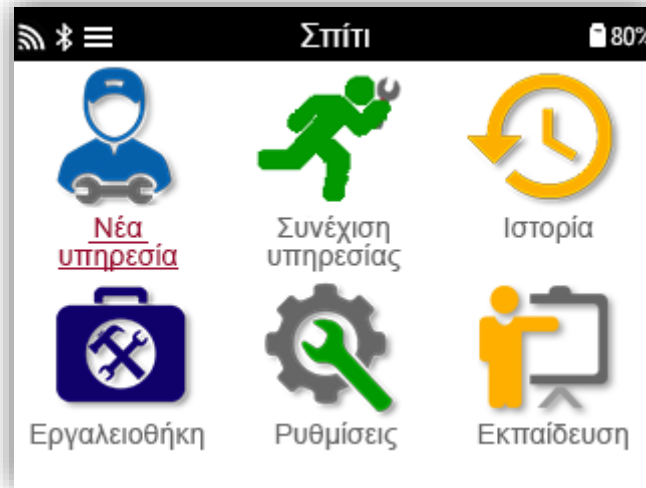 Σπίτι
80%
Νέα
υπηρεσία
Συνέχιση
υπηρεσίας
Ιστορία
Εργαλειοθήκη
Ρυθμίσεις
Εκπαίδευση